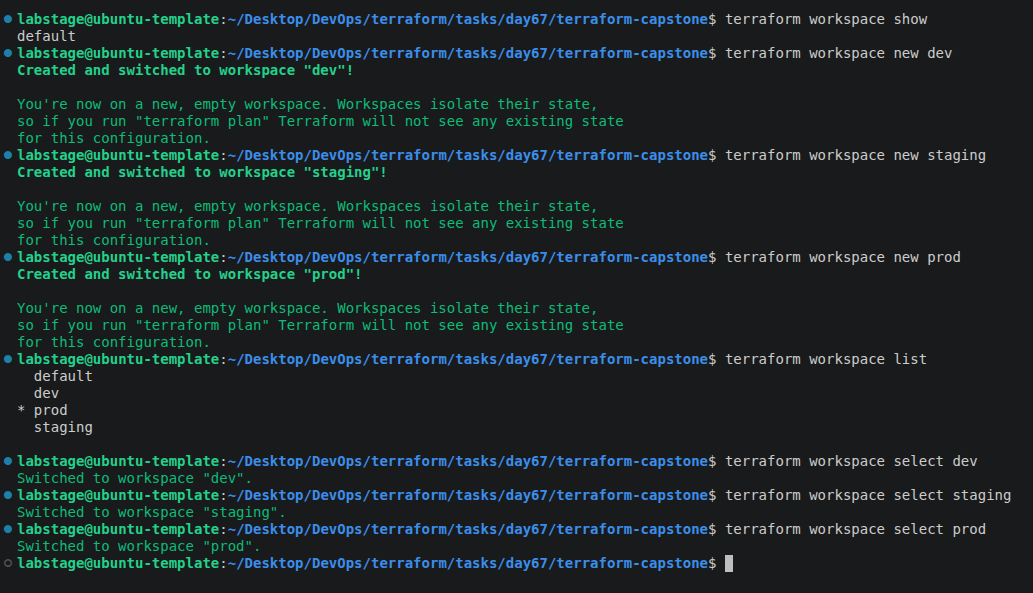 labstage@ubuntu-template:~/Desktop/DevOps/terraform/tasks/day67/terraform-capstone$ terraform workspace show
default
labstage@ubuntu-template:~/Desktop/DevOps/terraform/tasks/day67/terraform-capstone$ terraform workspace new dev
Created and switched to workspace "dev"!
You're now on a new, empty workspace. Workspaces isolate their state,
so if you run "terraform plan" Terraform will not see any existing state
for this configuration.
labstage@ubuntu-template:~/Desktop/DevOps/terraform/tasks/day67/terraform-capstone$ terraform workspace new staging
Created and switched to workspace "staging"!
You're now on a new, empty workspace. Workspaces isolate their state,
so if you run "terraform plan" Terraform will not see any existing state
for this configuration.
labstage@ubuntu-template:~/Desktop/DevOps/terraform/tasks/day67/terraform-capstone$ terraform workspace new prod
Created and switched to workspace "prod"!
You're now on a new, empty workspace. Workspaces isolate their state,
so if you run "terraform plan" Terraform will not see any existing state
for this configuration.
labstage@ubuntu-template:~/Desktop/DevOps/terraform/tasks/day67/terraform-capstone$ terraform workspace list
  default
  dev
* prod
  staging
labstage@ubuntu-template:~/Desktop/DevOps/terraform/tasks/day67/terraform-capstone$ terraform workspace select dev
Switched to workspace "dev".
labstage@ubuntu-template:~/Desktop/DevOps/terraform/tasks/day67/terraform-capstone$ terraform workspace select staging
Switched to workspace "staging".
labstage@ubuntu-template:~/Desktop/DevOps/terraform/tasks/day67/terraform-capstone$ terraform workspace select prod
Switched to workspace "prod".
labstage@ubuntu-template:~/Desktop/DevOps/terraform/tasks/day67/terraform-capstone$